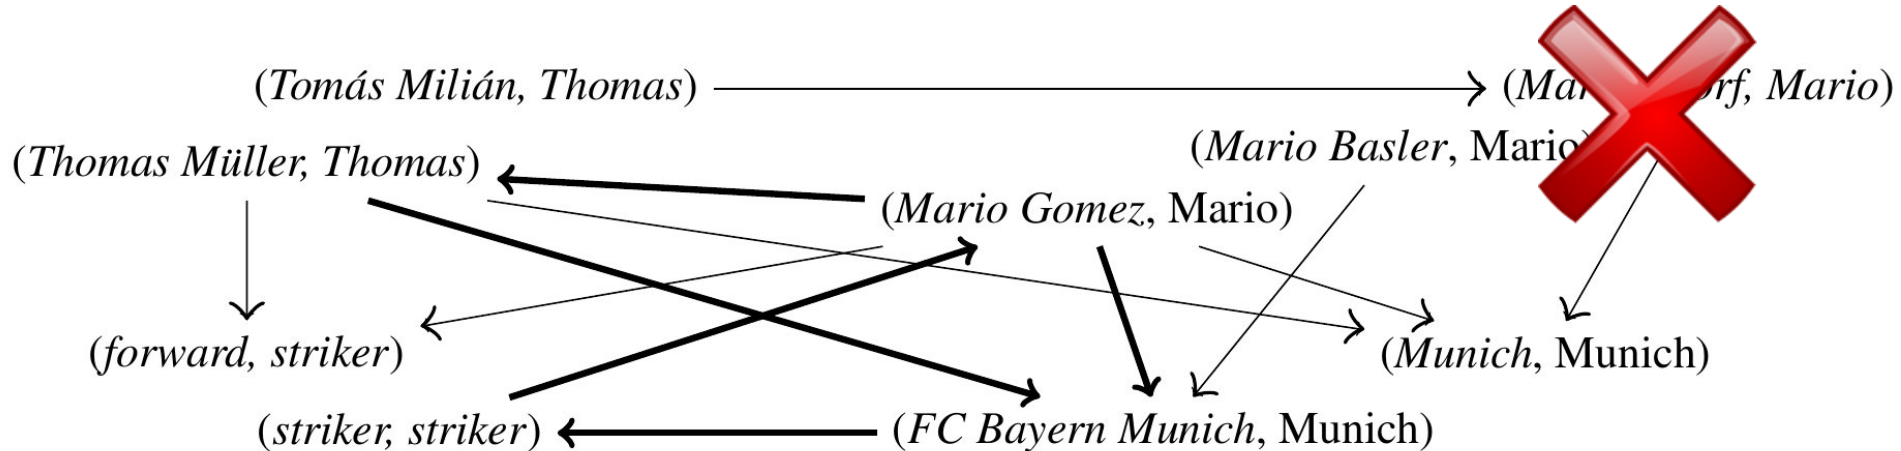 (Tomás Milián, Thomas)
Mario)
(Mario Basler, Mario)
(Thomas Müller, Thomas)
(Mario Gomez, Mario)
(forward, striker)
(Munich, Munich)
(striker, striker)
(FC Bayern Munich, Munich)